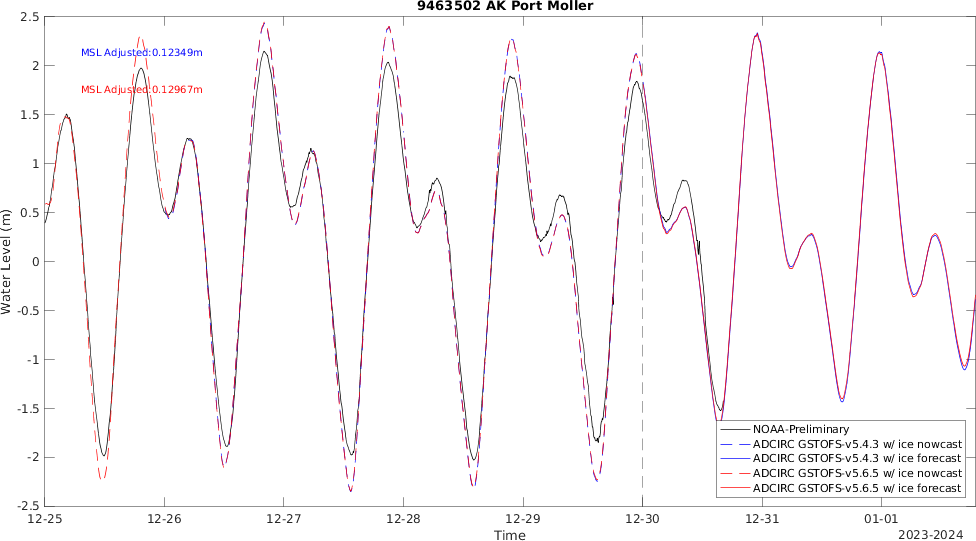 9463502 AK Port Moller
2.5
2
1.5
1
0.5
0
-0.5
-1
-1.5
-2
-2.5
Water Level (m)
MSL Adjusted:0.12349m
MSL Adjusted:0.12967m
NOAA-Preliminary
ADCIRC GSTOFS-v5.4.3 w/ ice nowcast
ADCIRC GSTOFS-v5.4.3 w/ ice forecast
ADCIRC GSTOFS-v5.6.5 w/ ice nowcast
ADCIRC GSTOFS-v5.6.5 w/ ice forecast
12-25 12-26 12-27 12-28 12-29 12-30 12-31 01-01
Time
2023-2024